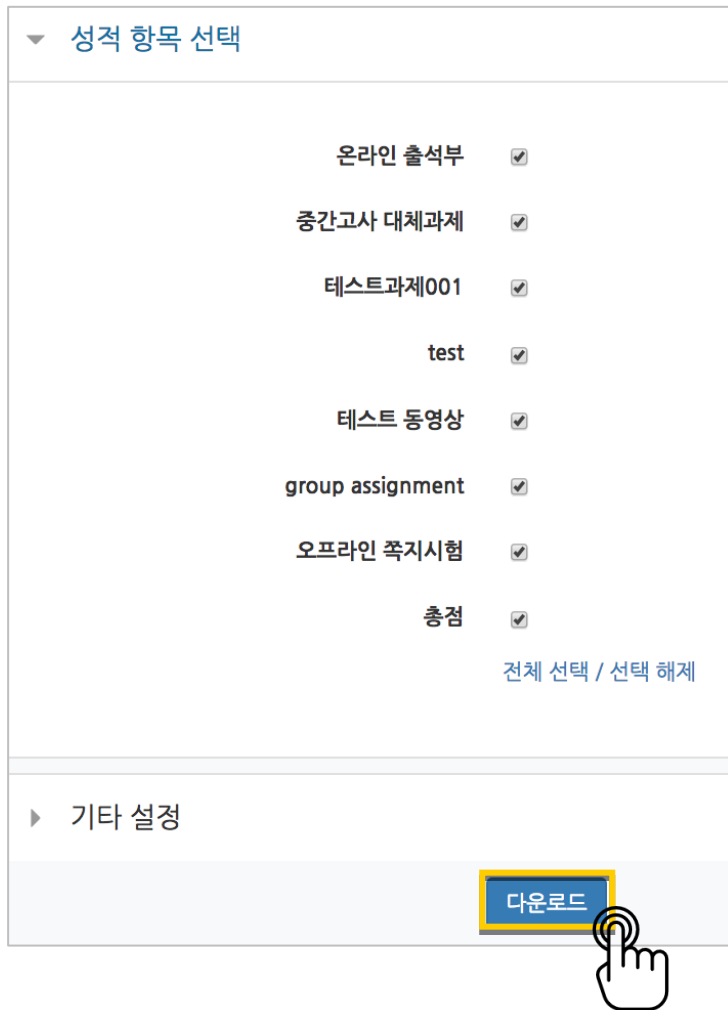 성적 항목 선택
온라인 출석부
중간고사 대체과제
테스트과제001
test
테스트 동영상
group assignment
오프라인 쪽지시험
총점
전체 선택 / 선택 해제
기타 설정
다운로드